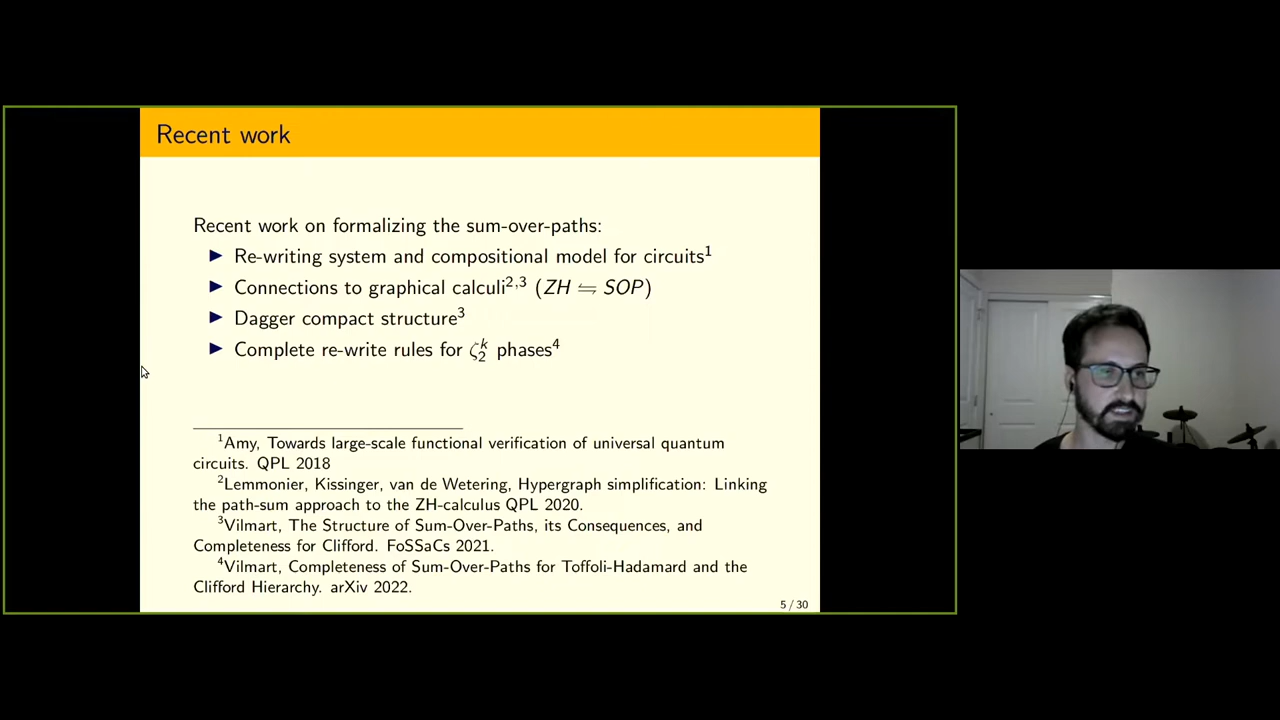 Recent work
Recent work on formalizing the sum-over-paths:
▶ Re-writing system and compositional model for circuits¹
▶ Connections to graphical calculi²,³ (ZH ⇋ SOP)
▶ Dagger compact structure³
▶ Complete re-write rules for ζ₂ᵏ phases⁴
¹Amy, Towards large-scale functional verification of universal quantum
circuits. QPL 2018
²Lemmonier, Kissinger, van de Wetering, Hypergraph simplification: Linking
the path-sum approach to the ZH-calculus QPL 2020.
³Vilmart, The Structure of Sum-Over-Paths, its Consequences, and
Completeness for Clifford. FoSSaCs 2021.
⁴Vilmart, Completeness of Sum-Over-Paths for Toffoli-Hadamard and the
Clifford Hierarchy. arXiv 2022.
5 / 30